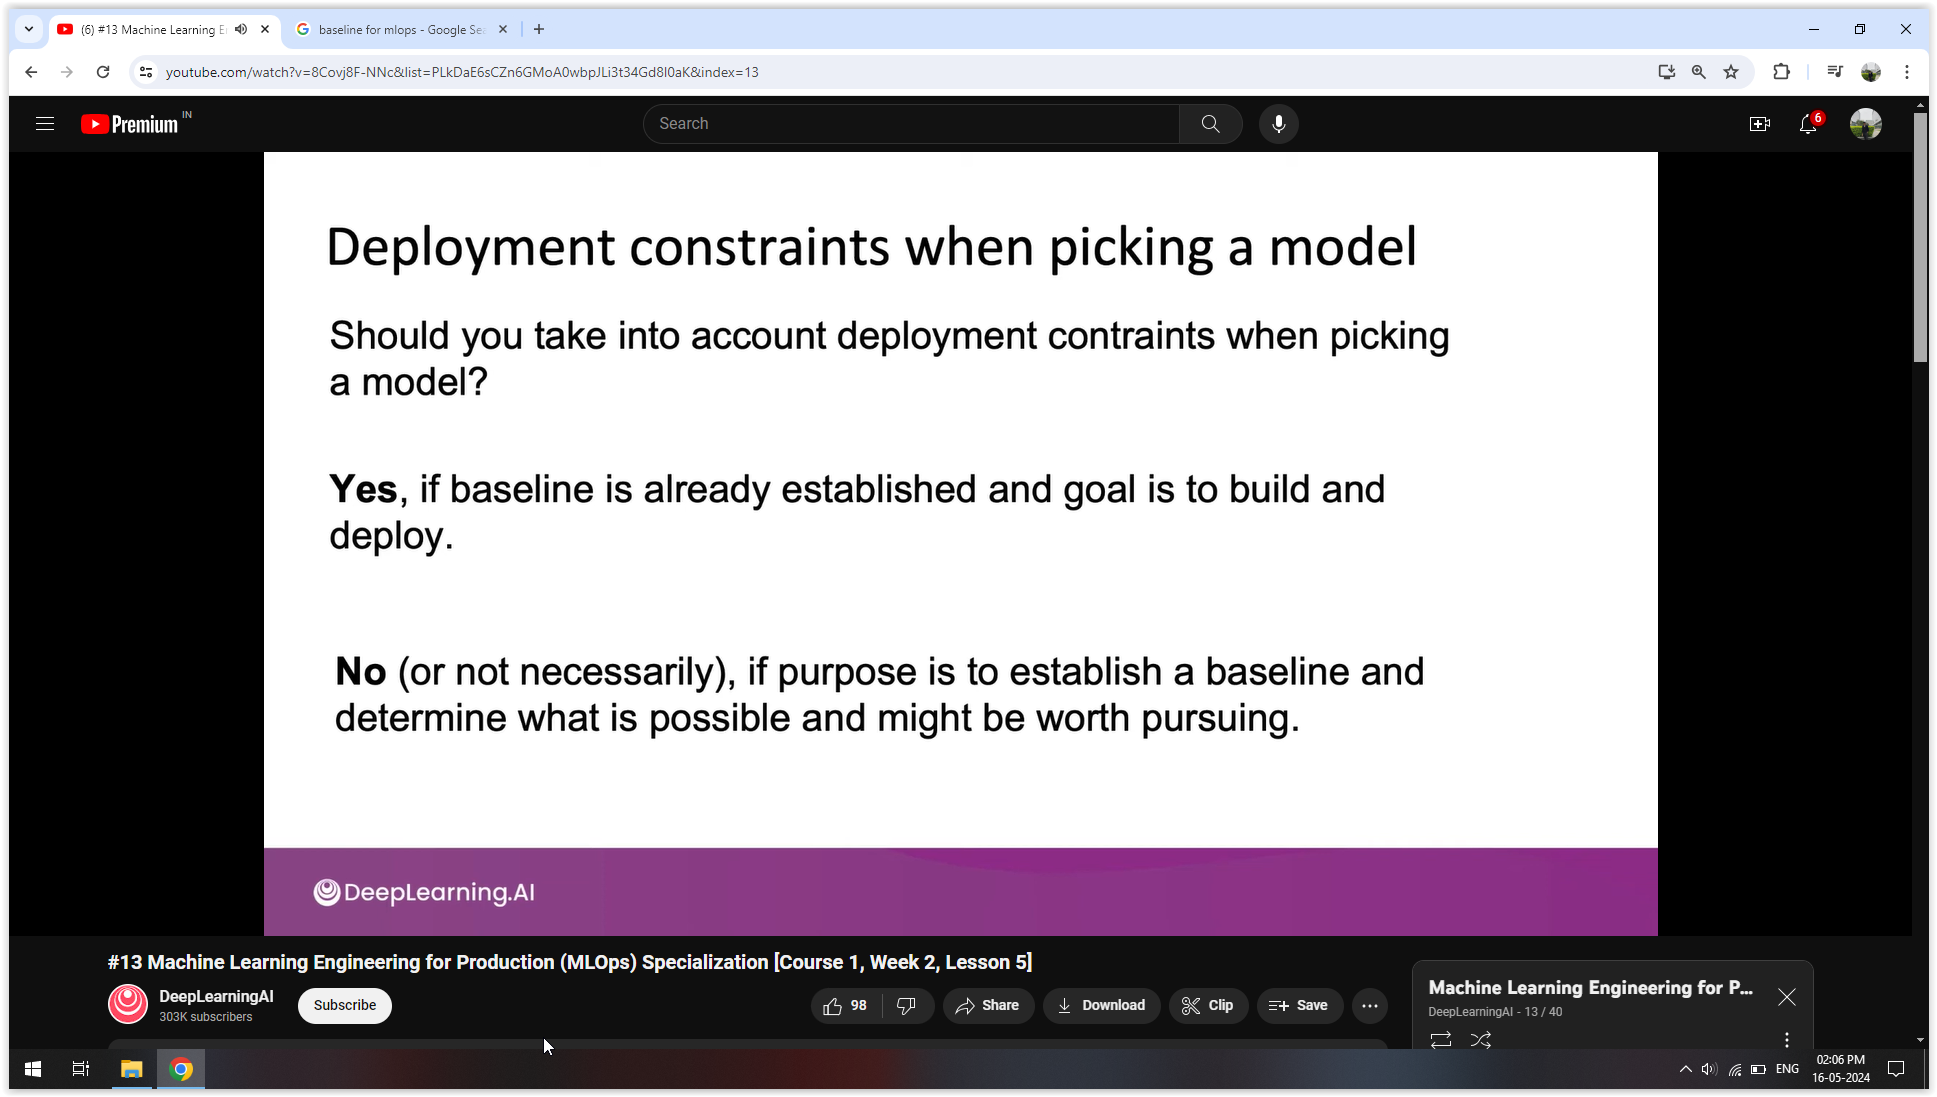 (6) #13 Machine Learning E
baseline for mlops - Google Se
youtube.com/watch?v=8Covj8F-NNc&list=PLkDaE6sCZn6GMoA0wbpJLi3t34Gd8l0aK&index=13
Premium IN
Search
6
Deployment constraints when picking a model
Should you take into account deployment contraints when picking
a model?
Yes, if baseline is already established and goal is to build and
deploy.
No (or not necessarily), if purpose is to establish a baseline and
determine what is possible and might be worth pursuing.
DeepLearning.AI
#13 Machine Learning Engineering for Production (MLOps) Specialization [Course 1, Week 2, Lesson 5]
DeepLearningAI
303K subscribers
Subscribe
98
Share
Download
Clip
Save
Machine Learning Engineering for P...
DeepLearningAI - 13 / 40
ENG
02:06 PM
16-05-2024